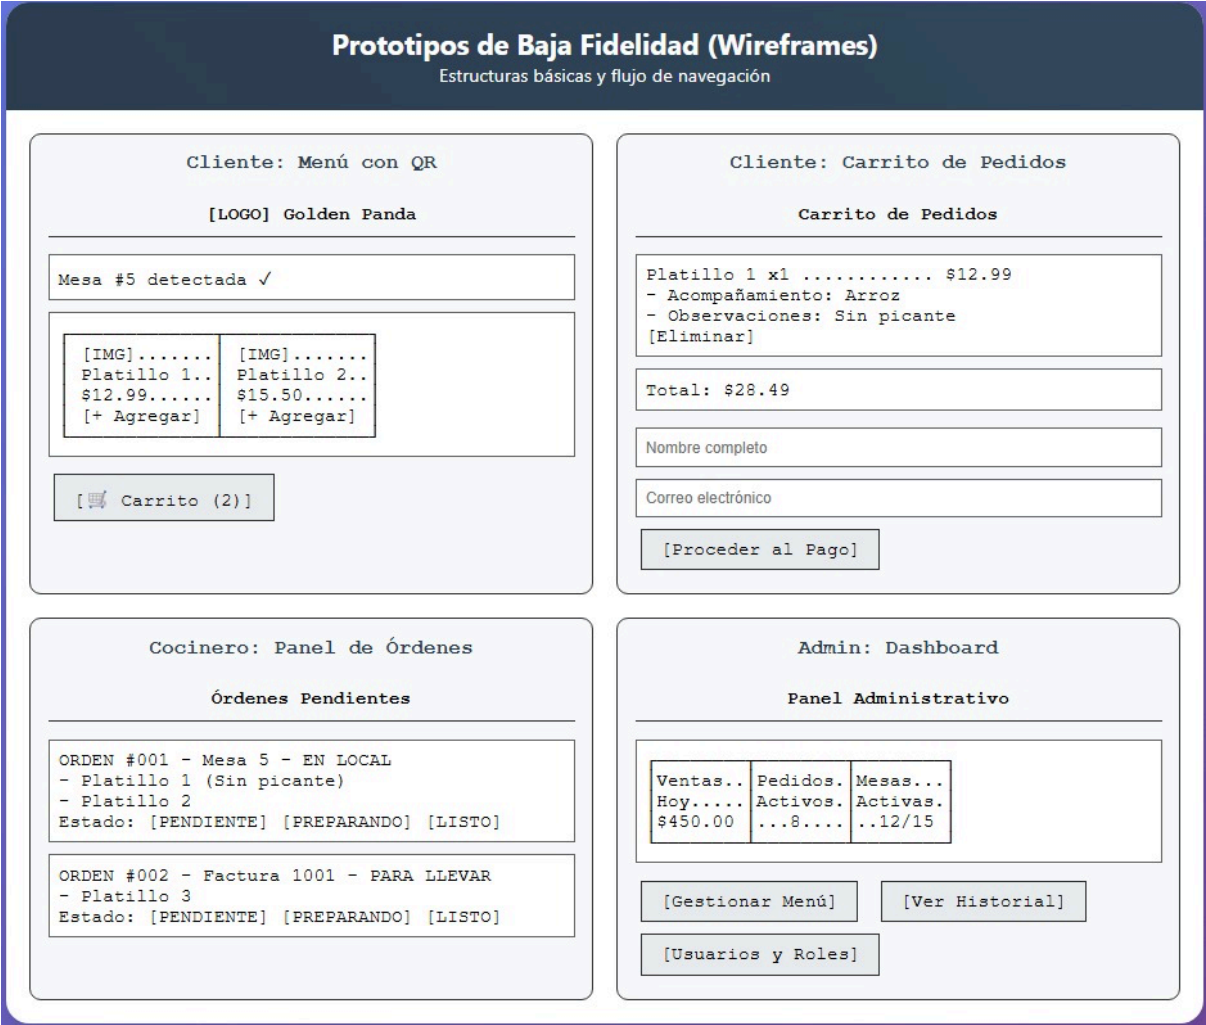 Prototipos de Baja Fidelidad (Wireframes)
Estructuras básicas y flujo de navegación
Cliente: Menú con QR
[LOGO] Golden Panda
Mesa #5 detectada ✓
[IMG]....... [IMG].......
Platillo 1.. Platillo 2..
$12.99...... $15.50......
[+ Agregar] [+ Agregar]
[🛒 Carrito (2)]
Cliente: Carrito de Pedidos
Carrito de Pedidos
Platillo 1 x1 ............ $12.99
- Acompañamiento: Arroz
- Observaciones: Sin picante
[Eliminar]
Total: $28.49
Nombre completo
Correo electrónico
[Proceder al Pago]
Cocinero: Panel de Órdenes
Órdenes Pendientes
ORDEN #001 - Mesa 5 - EN LOCAL
- Platillo 1 (Sin picante)
- Platillo 2
Estado: [PENDIENTE] [PREPARANDO] [LISTO]
ORDEN #002 - Factura 1001 - PARA LLEVAR
- Platillo 3
Estado: [PENDIENTE] [PREPARANDO] [LISTO]
Admin: Dashboard
Panel Administrativo
Ventas.. Pedidos. Mesas...
Hoy..... Activos. Activas.
$450.00 ...8.... ..12/15
[Gestionar Menú] [Ver Historial]
[Usuarios y Roles]